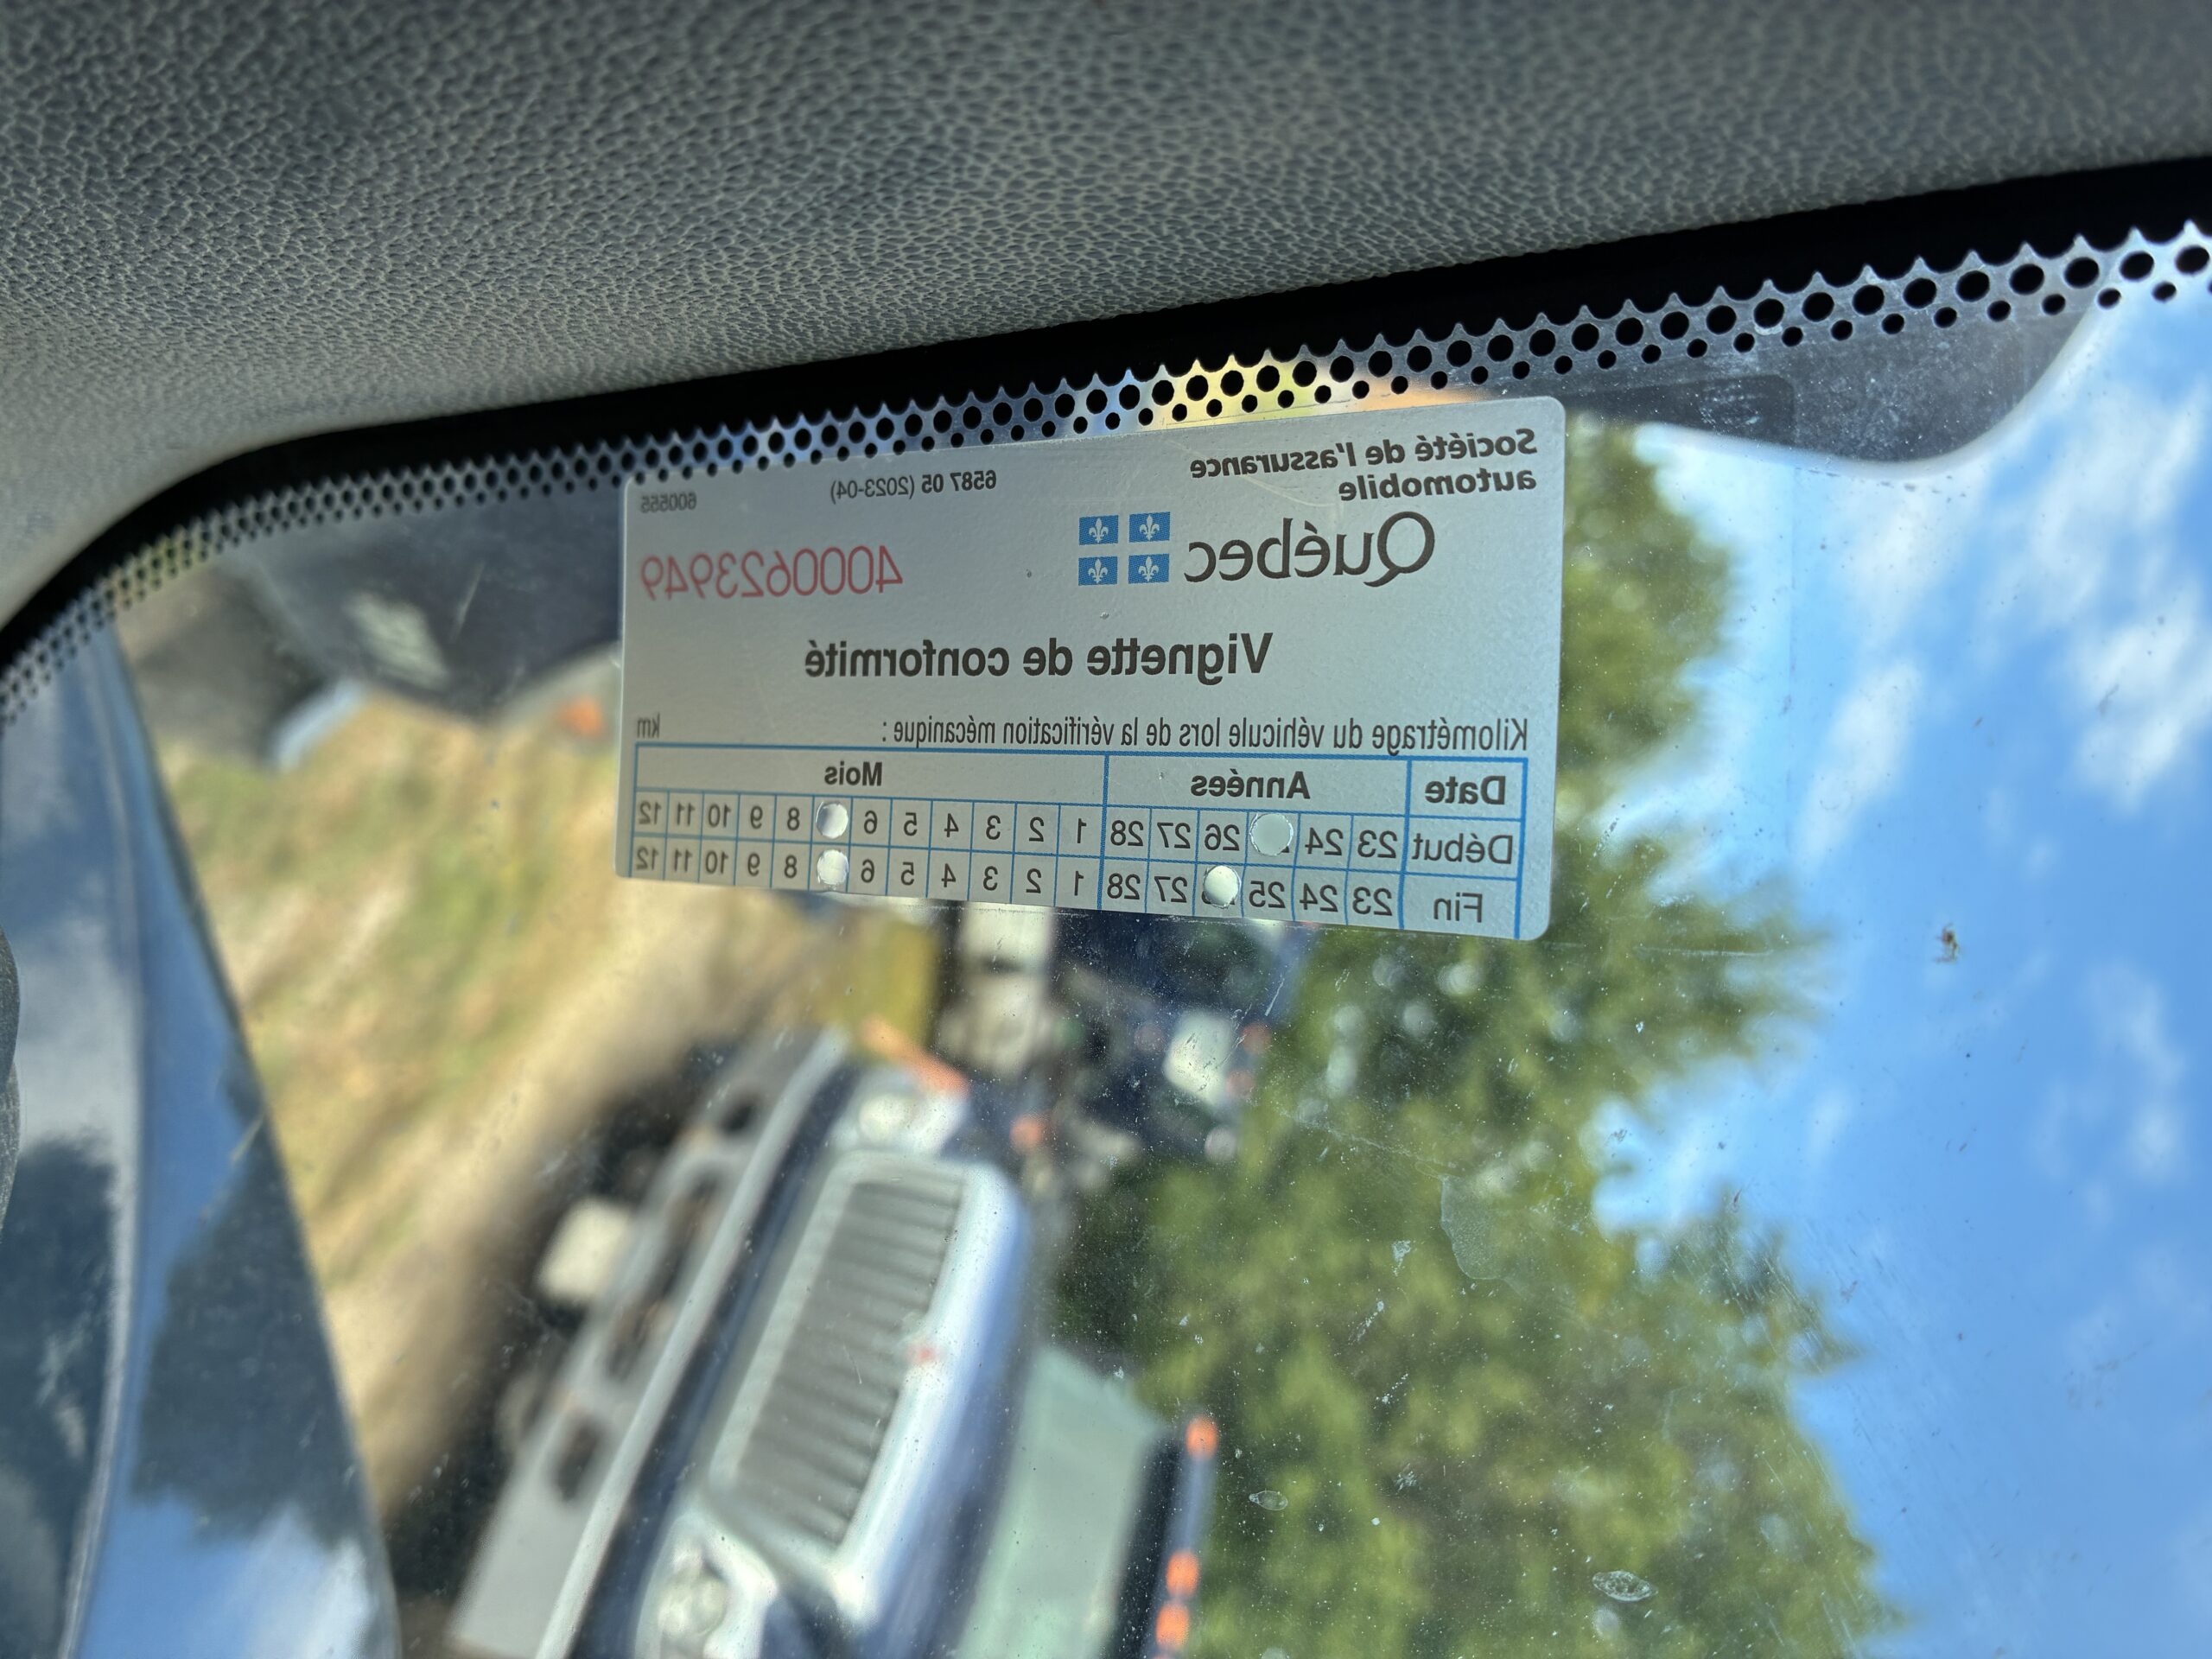 Société de l'assurance
automobile
Québec
6587 05 (2023-04)
600555
4000623949
Vignette de conformité
Kilométrage du véhicule lors de la vérification mécanique : km
Date Années Mois
Début 23 24 26 27 28 1 2 3 4 5 6 8 9 10 11 12
Fin 23 24 25 27 28 1 2 3 4 5 6 8 9 10 11 12